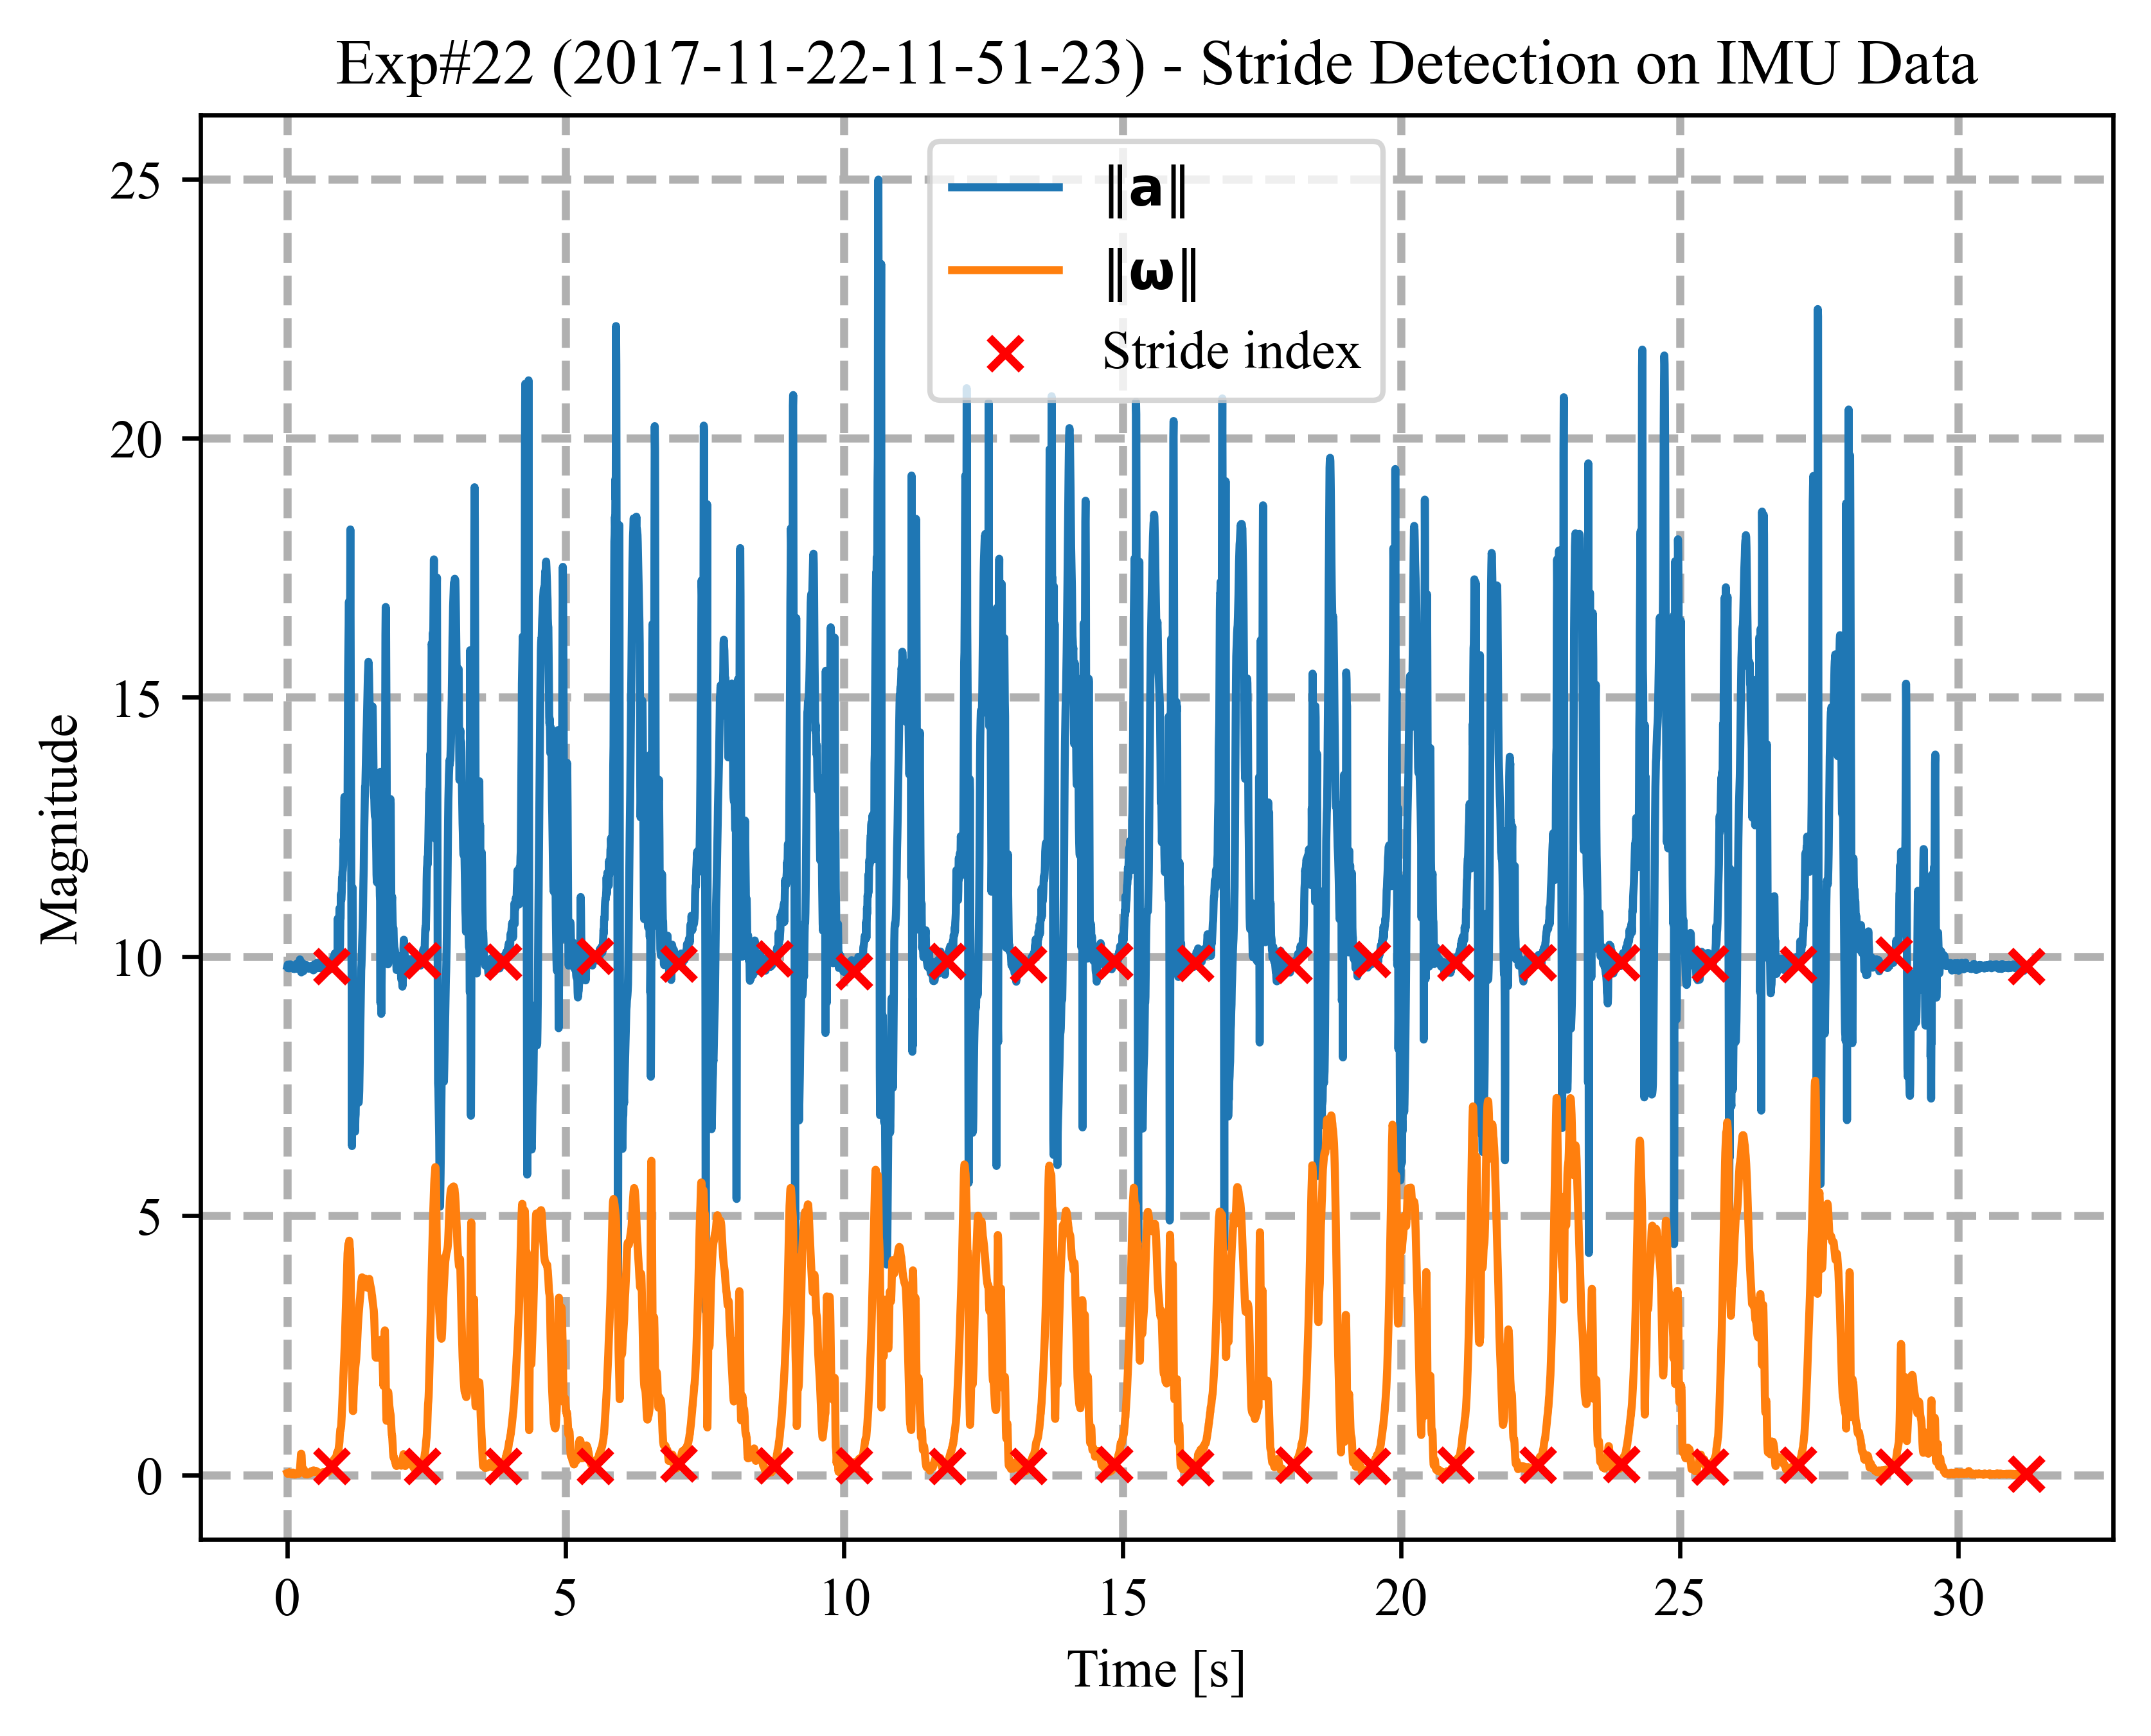 Exp#22 (2017-11-22-11-51-23) - Stride Detection on IMU Data
‖a‖
‖ω‖
Stride index
Magnitude
25
20
15
10
5
0
0 5 10 15 20 25 30
Time [s]